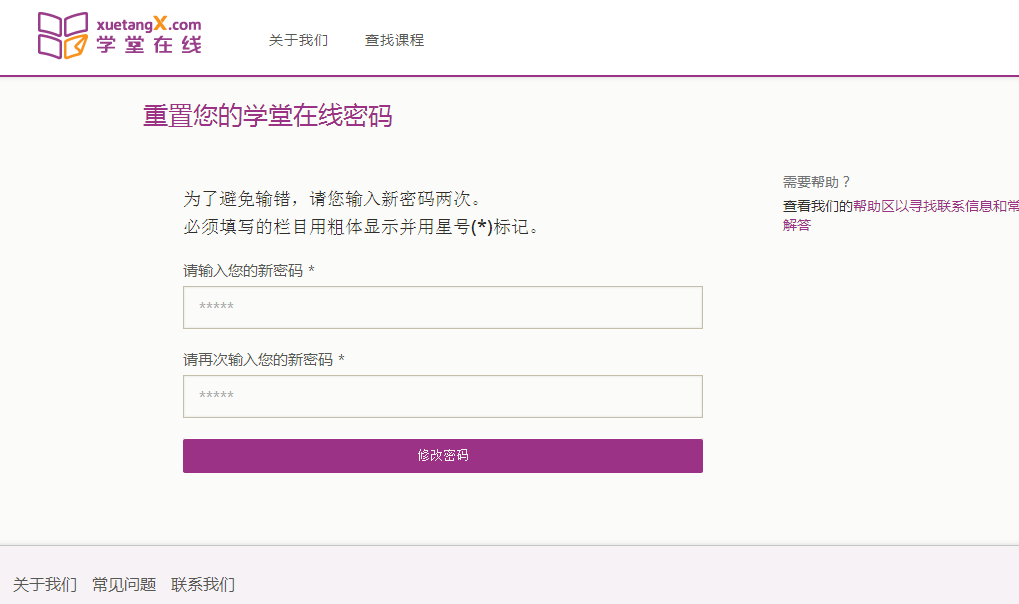 xuetangX.com
学堂在线
关于我们 查找课程
重置您的学堂在线密码
为了避免输错，请您输入新密码两次。
必须填写的栏目用粗体显示并用星号(*)标记。
请输入您的新密码 *
*****
请再次输入您的新密码 *
*****
修改密码
需要帮助？
查看我们的帮助区以寻找联系信息和常
解答
关于我们 常见问题 联系我们